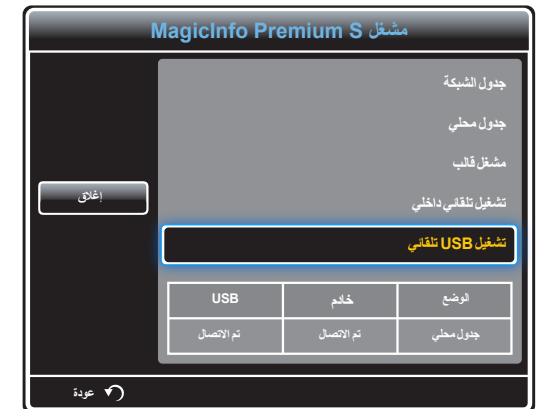 مشغل MagicInfo Premium S
جدول الشبكة
جدول محلي
مشغل قالب
تشغيل تلقائي داخلي
تشغيل USB تلقائي
إغلاق
الوضع خادم USB
جدول محلي تم الاتصال تم الاتصال
عودة